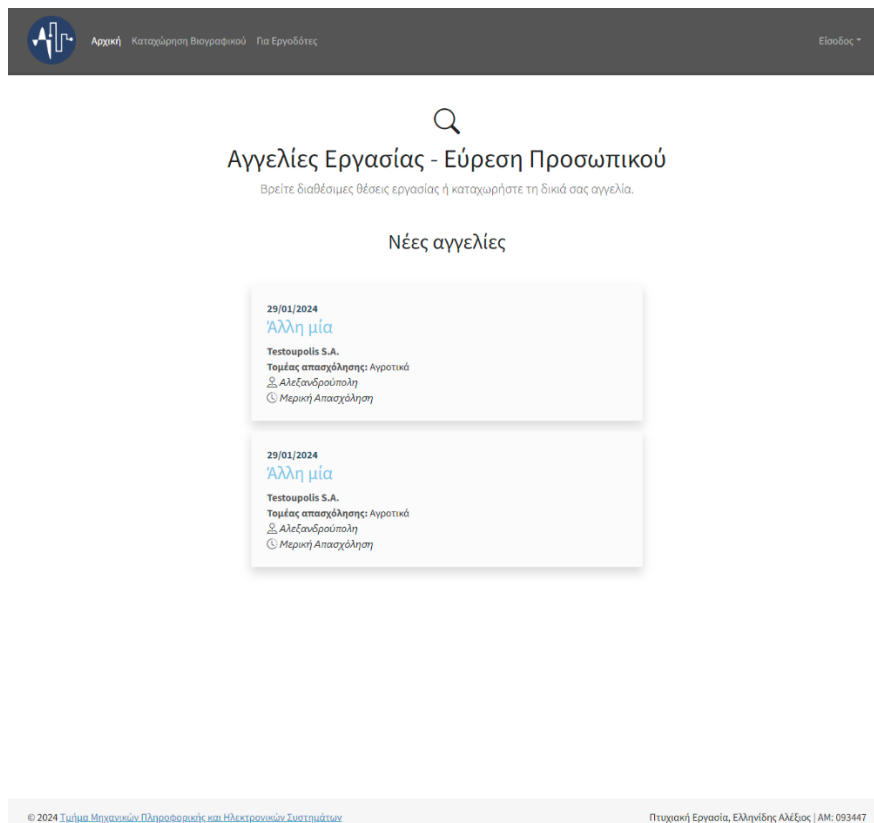 Αρχική Καταχώρηση Βιογραφικού Για Εργοδότες Είσοδος
Αγγελίες Εργασίας - Εύρεση Προσωπικού
Βρείτε διαθέσιμες θέσεις εργασίας ή καταχωρήστε τη δικιά σας αγγελία.
Νέες αγγελίες
29/01/2024
Άλλη μία
Testoupolis S.A.
Τομέας απασχόλησης: Αγροτικά
Αλεξανδρούπολη
Μερική Απασχόληση
29/01/2024
Άλλη μία
Testoupolis S.A.
Τομέας απασχόλησης: Αγροτικά
Αλεξανδρούπολη
Μερική Απασχόληση
© 2024 Τμήμα Μηχανικών Πληροφορικής και Ηλεκτρονικών Συστημάτων Πτυχιακή Εργασία, Ελληνίδης Αλέξιος | ΑΜ: 093447